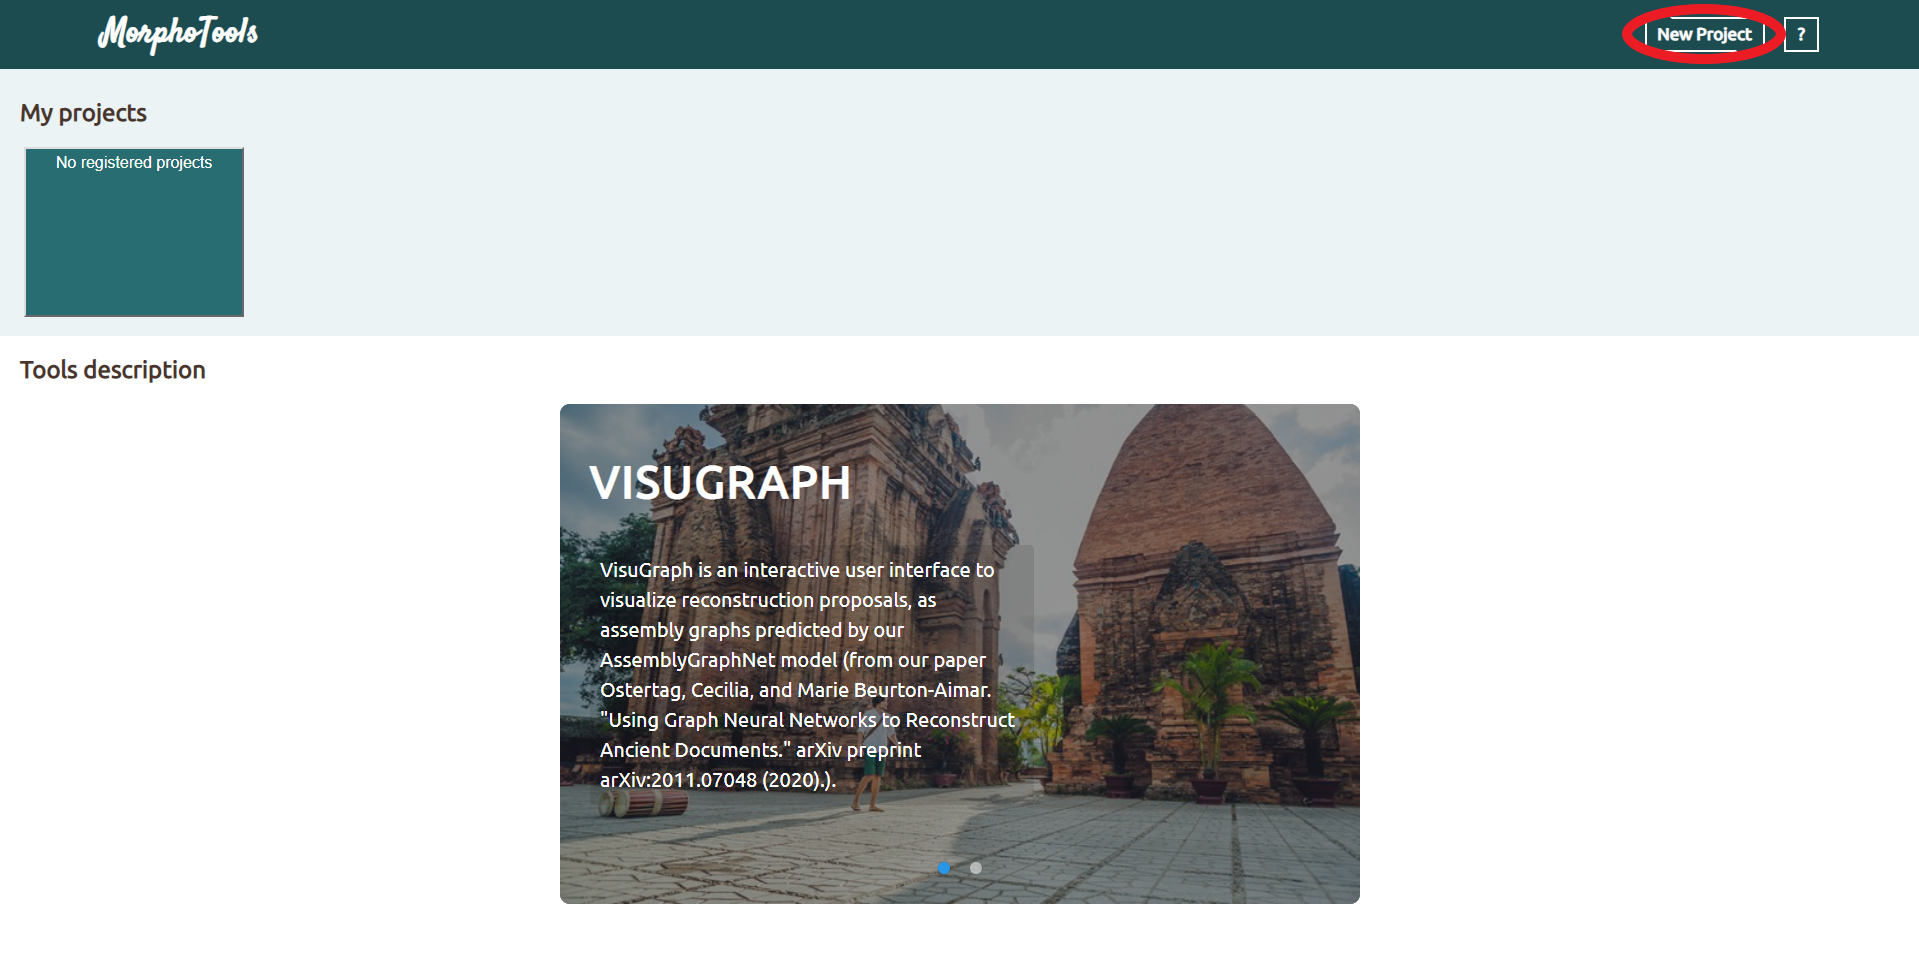 MorphoTools
New Project
?
My projects
No registered projects
Tools description
VISUGRAPH
VisuGraph is an interactive user interface to
visualize reconstruction proposals, as
assembly graphs predicted by our
AssemblyGraphNet model (from our paper
Ostertag, Cecilia, and Marie Beurton-Aimar.
"Using Graph Neural Networks to Reconstruct
Ancient Documents." arXiv preprint
arXiv:2011.07048 (2020).).